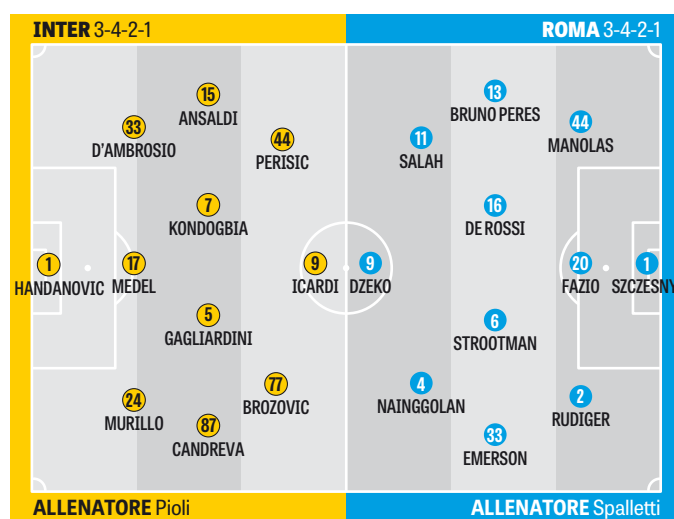 INTER 3-4-2-1
ROMA 3-4-2-1
15
ANSALDI
33
D'AMBROSIO
44
PERISIC
7
KONDOGBIA
1
HANDANOVIC
17
MEDEL
9
ICARDI
5
GAGLIARDINI
24
MURILLO
77
BROZOVIC
87
CANDREVA
13
BRUNO PERES
11
SALAH
44
MANOLAS
16
DE ROSSI
9
DZEKO
20
FAZIO
1
SZCZESNY
6
STROOTMAN
4
NAINGGOLAN
2
RUDIGER
33
EMERSON
ALLENATORE Pioli
ALLENATORE Spalletti